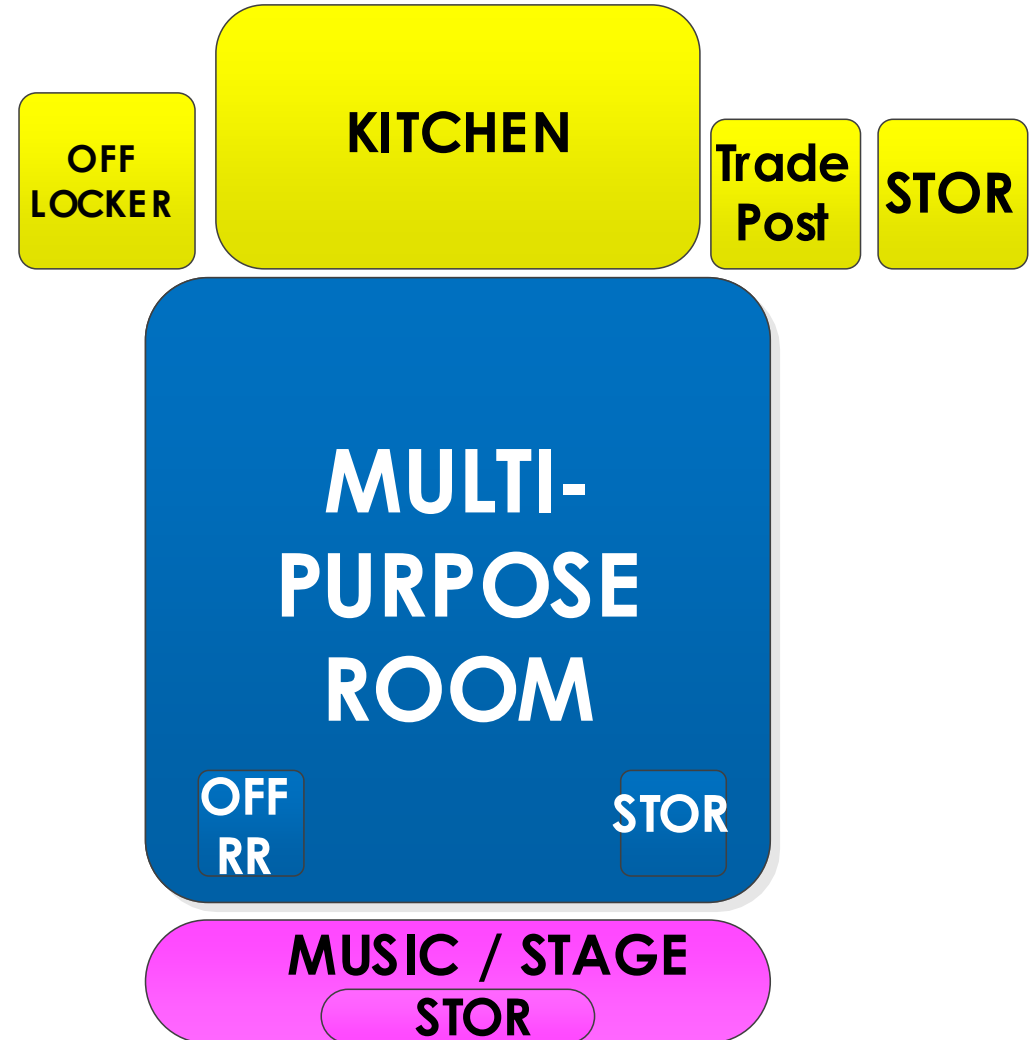 KITCHEN
OFF
LOCKER
Trade
Post
STOR
MULTI-
PURPOSE
ROOM
OFF
RR
STOR
MUSIC / STAGE
STOR